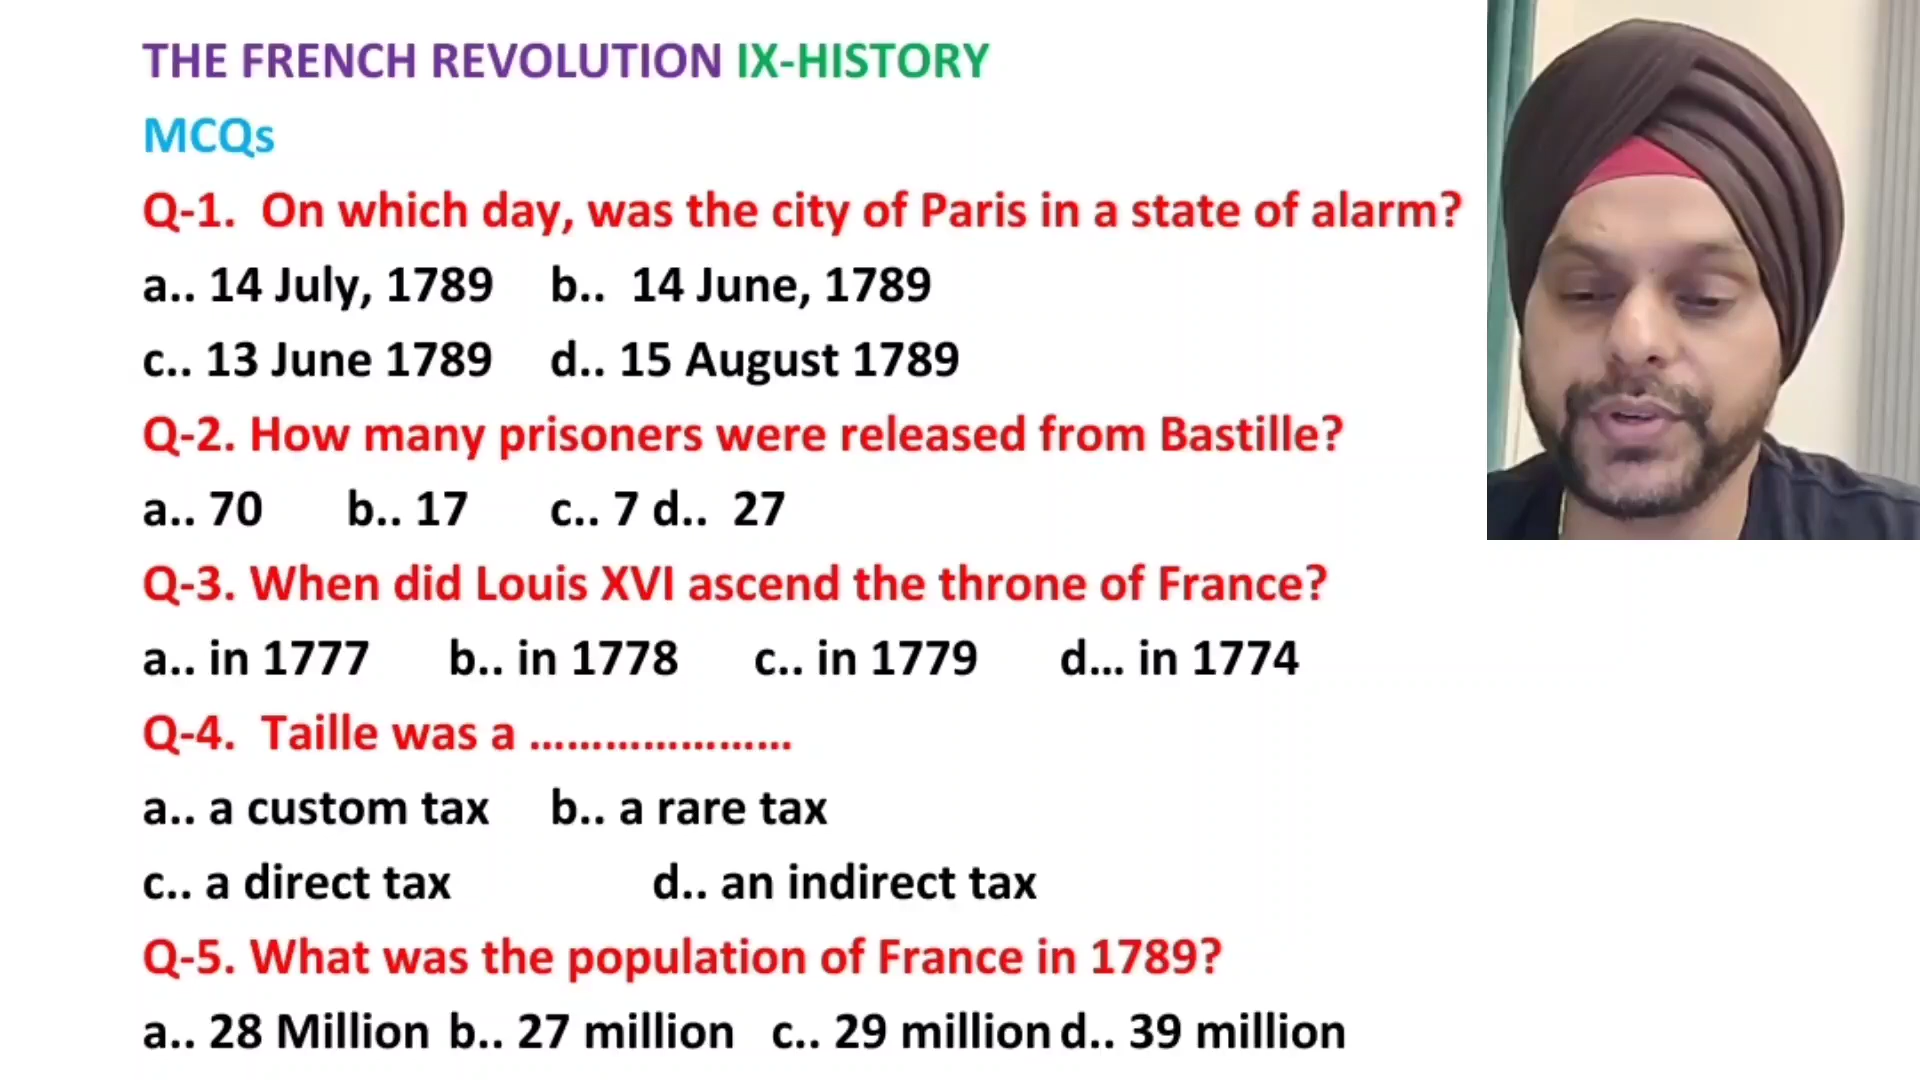 THE FRENCH REVOLUTION IX-HISTORY
MCQs
Q-1. On which day, was the city of Paris in a state of alarm?
a.. 14 July, 1789 b.. 14 June, 1789
c.. 13 June 1789 d.. 15 August 1789
Q-2. How many prisoners were released from Bastille?
a.. 70 b.. 17 c.. 7 d.. 27
Q-3. When did Louis XVI ascend the throne of France?
a.. in 1777 b.. in 1778 c.. in 1779 d... in 1774
Q-4. Taille was a .....................
a.. a custom tax b.. a rare tax
c.. a direct tax d.. an indirect tax
Q-5. What was the population of France in 1789?
a.. 28 Million b.. 27 million c.. 29 million d.. 39 million